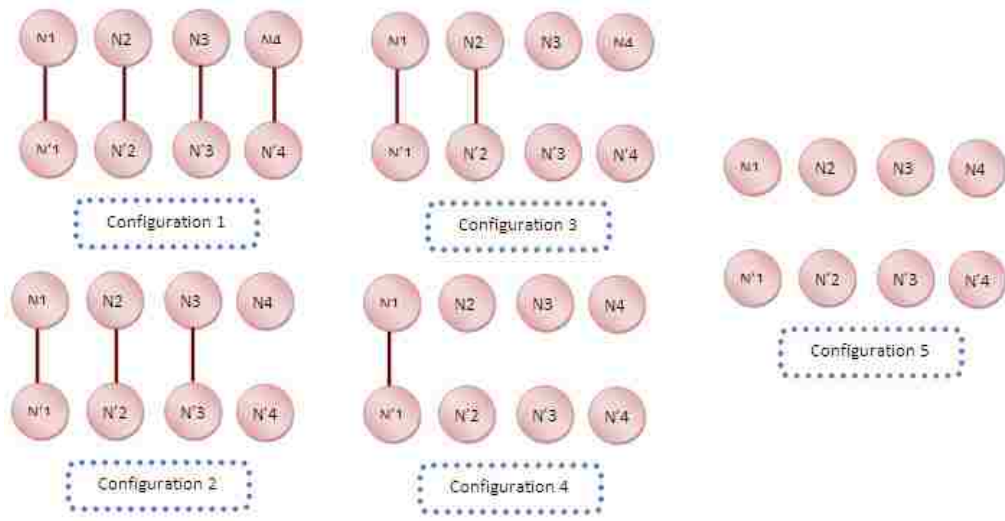 N1 N2 N3 N4
N'1 N'2 N'3 N'4
Configuration 1
N1 N2 N3 N4
N'1 N'2 N'3 N'4
Configuration 2
N1 N2 N3 N4
N'1 N'2 N'3 N'4
Configuration 3
N1 N2 N3 N4
N'1 N'2 N'3 N'4
Configuration 4
N1 N2 N3 N4
N'1 N'2 N'3 N'4
Configuration 5